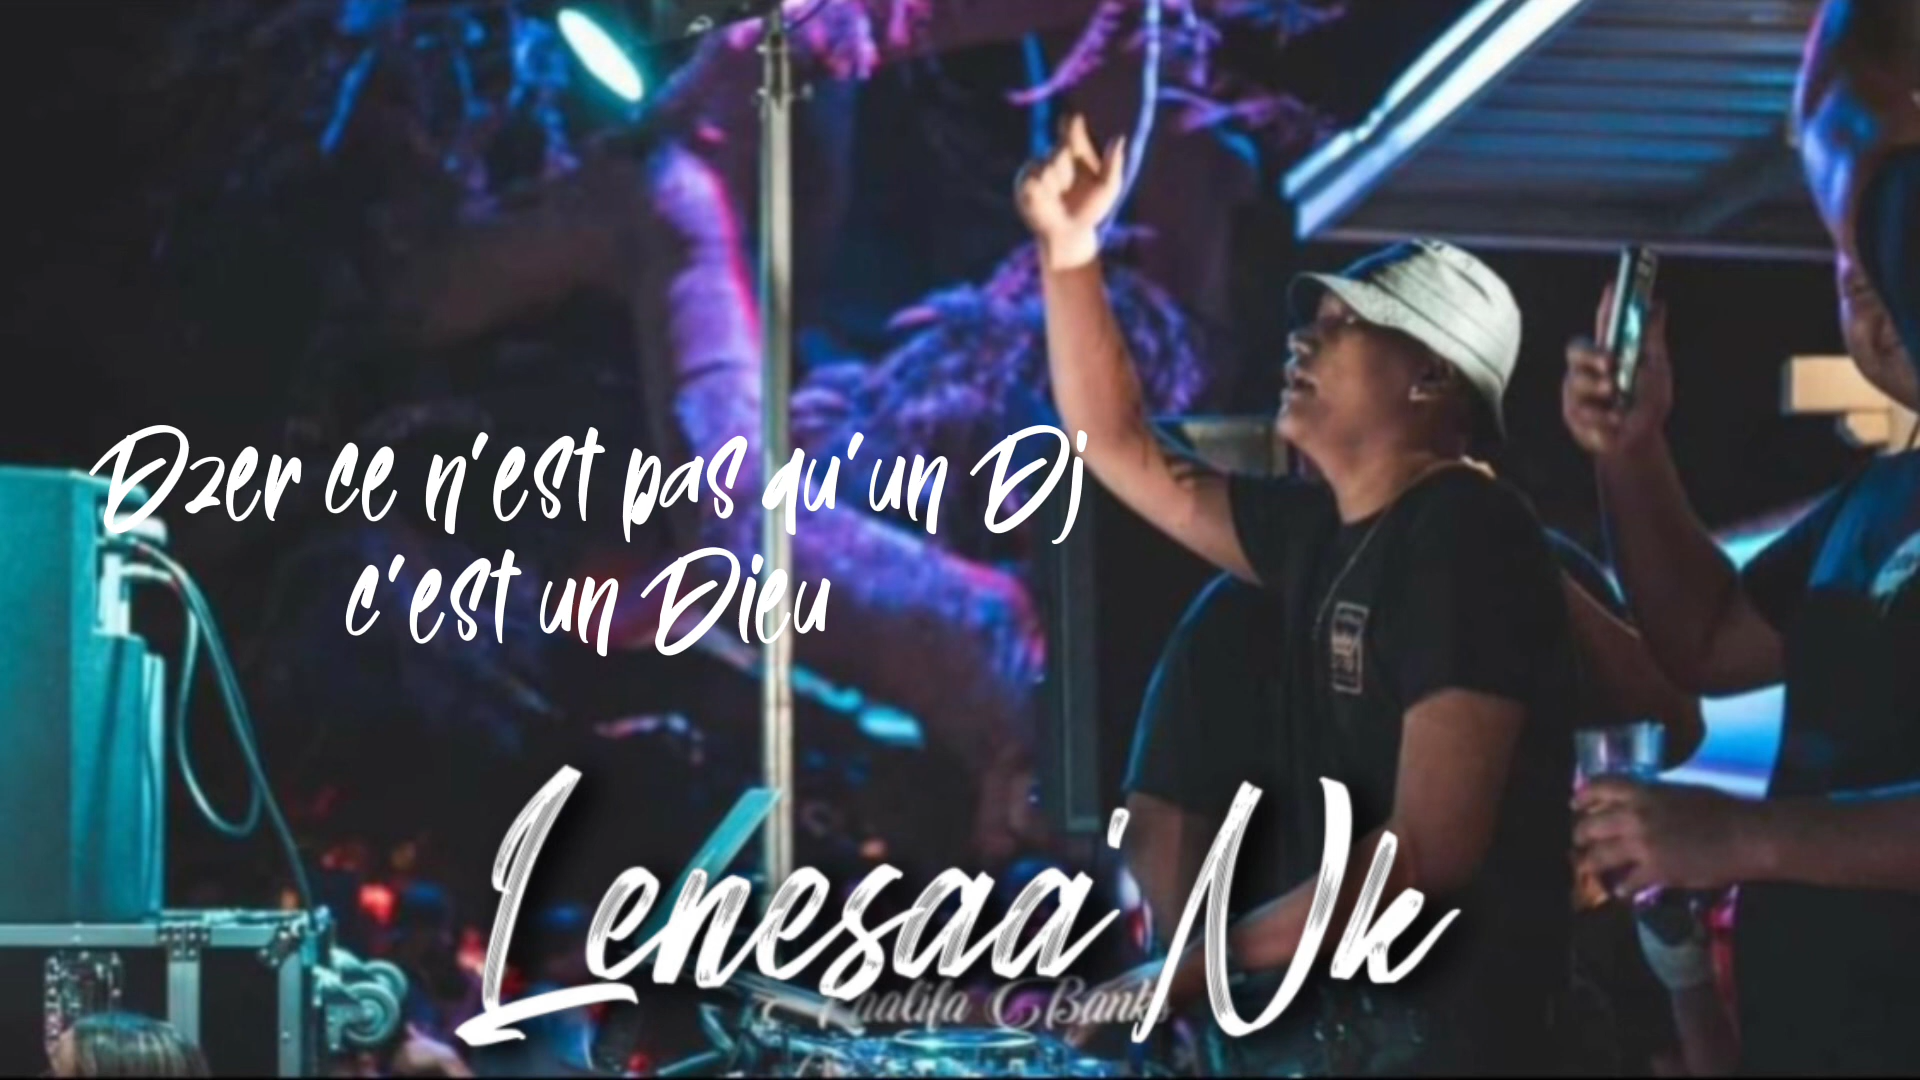 Dzer ce n'est pas qu'un Dj
c'est un Dieu
Lenesaa'Nk
Khalifa Banks